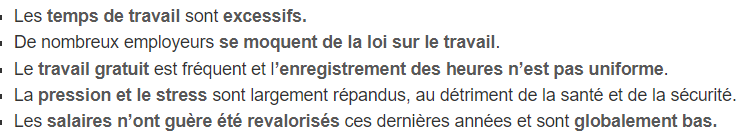 Les temps de travail sont excessifs.
De nombreux employeurs se moquent de la loi sur le travail.
Le travail gratuit est fréquent et l’enregistrement des heures n’est pas uniforme.
La pression et le stress sont largement répandus, au détriment de la santé et de la sécurité.
Les salaires n’ont guère été revalorisés ces dernières années et sont globalement bas.